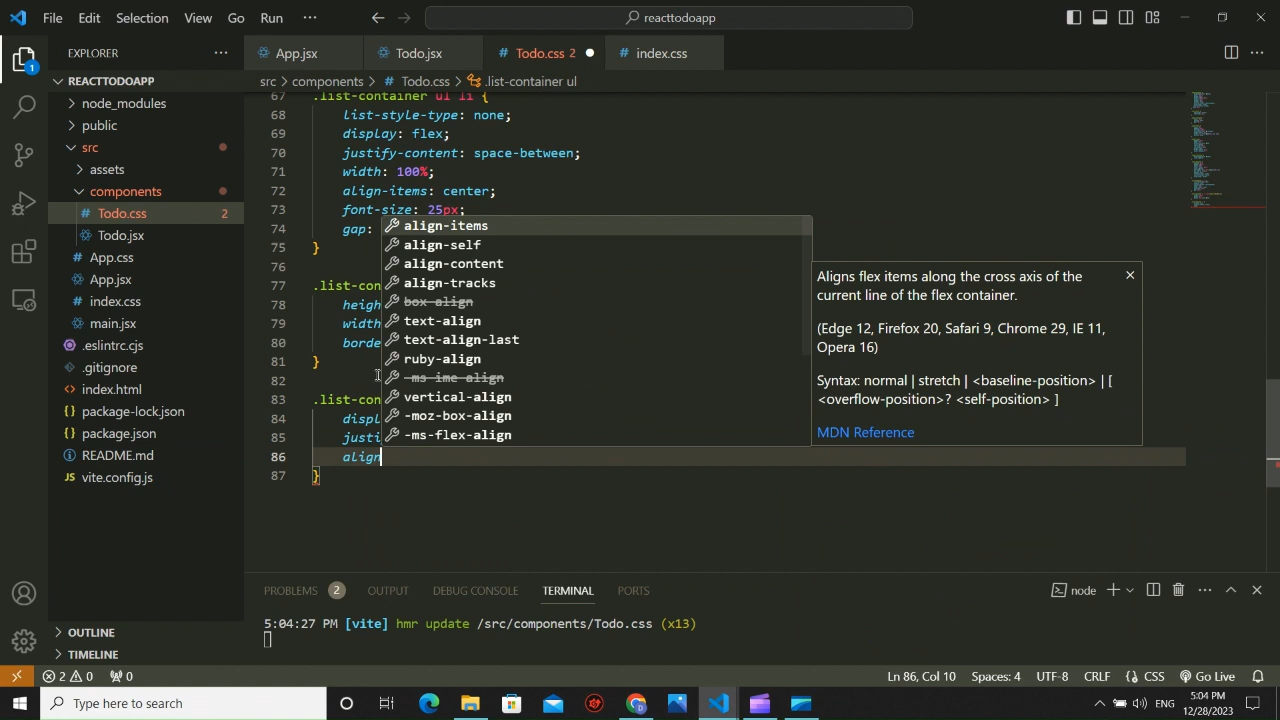 File Edit Selection View Go Run ··· reacttodoapp
EXPLORER ··· App.jsx Todo.jsx Todo.css 2 index.css
REACTTODOAPP
src > components > Todo.css > .list-container ul
node_modules
public
src
assets
components
Todo.css 2
Todo.jsx
App.css
App.jsx
index.css
main.jsx
.eslintrc.cjs
.gitignore
index.html
package-lock.json
package.json
README.md
vite.config.js
OUTLINE
TIMELINE
67 .list-container ul li {
68 list-style-type: none;
69 display: flex;
70 justify-content: space-between;
71 width: 100%;
72 align-items: center;
73 font-size: 25px;
74 gap:
75 }
76
77 .list-con
78 heigh
79 width
80 borde
81 }
82
83 .list-con
84 displ
85 justi
86 align
87 }
align-items
align-self
align-content
align-tracks
box-align
text-align
text-align-last
ruby-align
-ms-ime-align
vertical-align
-moz-box-align
-ms-flex-align
Aligns flex items along the cross axis of the
current line of the flex container.
(Edge 12, Firefox 20, Safari 9, Chrome 29, IE 11,
Opera 16)
Syntax: normal | stretch | <baseline-position> | [
<overflow-position>? <self-position> ]
MDN Reference
PROBLEMS 2 OUTPUT DEBUG CONSOLE TERMINAL PORTS node
5:04:27 PM [vite] hmr update /src/components/Todo.css (x13)
2 0 0 Ln 86, Col 10 Spaces: 4 UTF-8 CRLF CSS Go Live
Type here to search ENG 5:04 PM
12/28/2023